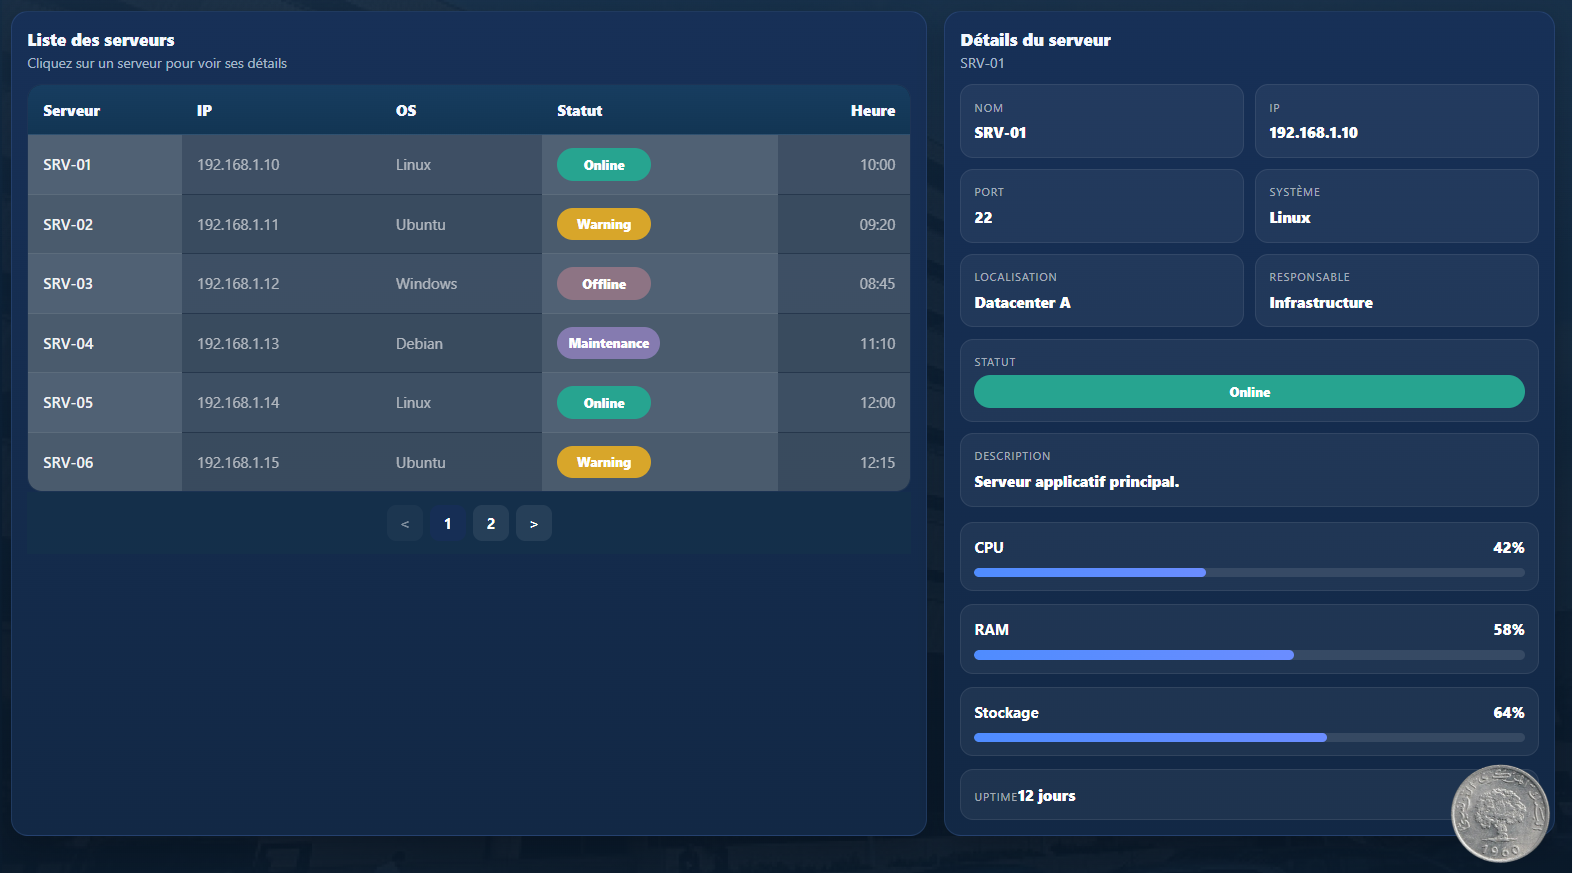 Liste des serveurs
Cliquez sur un serveur pour voir ses détails
Serveur IP OS Statut Heure
SRV-01 192.168.1.10 Linux Online 10:00
SRV-02 192.168.1.11 Ubuntu Warning 09:20
SRV-03 192.168.1.12 Windows Offline 08:45
SRV-04 192.168.1.13 Debian Maintenance 11:10
SRV-05 192.168.1.14 Linux Online 12:00
SRV-06 192.168.1.15 Ubuntu Warning 12:15
< 1 2 >
Détails du serveur
SRV-01
NOM
SRV-01
IP
192.168.1.10
PORT
22
SYSTÈME
Linux
LOCALISATION
Datacenter A
RESPONSABLE
Infrastructure
STATUT
Online
DESCRIPTION
Serveur applicatif principal.
CPU 42%
RAM 58%
Stockage 64%
UPTIME12 jours
1960